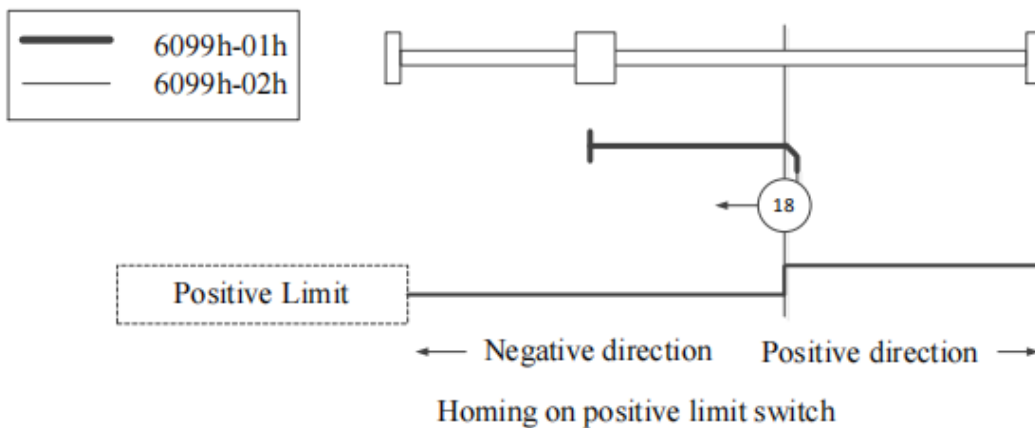 6099h-01h
6099h-02h
18
Positive Limit
Negative direction
Positive direction
Homing on positive limit switch